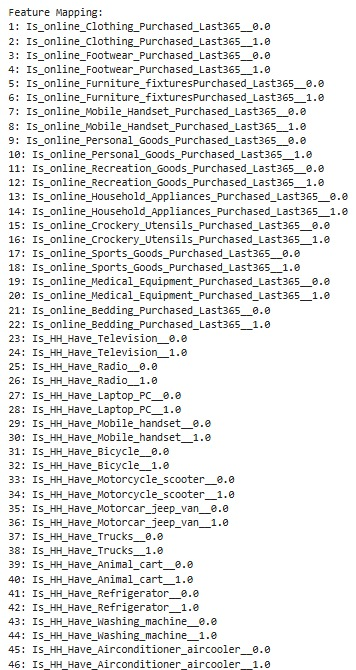 Feature Mapping:
1: Is_online_Clothing_Purchased_Last365__0.0
2: Is_online_Clothing_Purchased_Last365__1.0
3: Is_online_Footwear_Purchased_Last365__0.0
4: Is_online_Footwear_Purchased_Last365__1.0
5: Is_online_Furniture_fixturesPurchased_Last365__0.0
6: Is_online_Furniture_fixturesPurchased_Last365__1.0
7: Is_online_Mobile_Handset_Purchased_Last365__0.0
8: Is_online_Mobile_Handset_Purchased_Last365__1.0
9: Is_online_Personal_Goods_Purchased_Last365__0.0
10: Is_online_Personal_Goods_Purchased_Last365__1.0
11: Is_online_Recreation_Goods_Purchased_Last365__0.0
12: Is_online_Recreation_Goods_Purchased_Last365__1.0
13: Is_online_Household_Appliances_Purchased_Last365__0.0
14: Is_online_Household_Appliances_Purchased_Last365__1.0
15: Is_online_Crockery_Utensils_Purchased_Last365__0.0
16: Is_online_Crockery_Utensils_Purchased_Last365__1.0
17: Is_online_Sports_Goods_Purchased_Last365__0.0
18: Is_online_Sports_Goods_Purchased_Last365__1.0
19: Is_online_Medical_Equipment_Purchased_Last365__0.0
20: Is_online_Medical_Equipment_Purchased_Last365__1.0
21: Is_online_Bedding_Purchased_Last365__0.0
22: Is_online_Bedding_Purchased_Last365__1.0
23: Is_HH_Have_Television__0.0
24: Is_HH_Have_Television__1.0
25: Is_HH_Have_Radio__0.0
26: Is_HH_Have_Radio__1.0
27: Is_HH_Have_Laptop_PC__0.0
28: Is_HH_Have_Laptop_PC__1.0
29: Is_HH_Have_Mobile_handset__0.0
30: Is_HH_Have_Mobile_handset__1.0
31: Is_HH_Have_Bicycle__0.0
32: Is_HH_Have_Bicycle__1.0
33: Is_HH_Have_Motorcycle_scooter__0.0
34: Is_HH_Have_Motorcycle_scooter__1.0
35: Is_HH_Have_Motorcar_jeep_van__0.0
36: Is_HH_Have_Motorcar_jeep_van__1.0
37: Is_HH_Have_Trucks__0.0
38: Is_HH_Have_Trucks__1.0
39: Is_HH_Have_Animal_cart__0.0
40: Is_HH_Have_Animal_cart__1.0
41: Is_HH_Have_Refrigerator__0.0
42: Is_HH_Have_Refrigerator__1.0
43: Is_HH_Have_Washing_machine__0.0
44: Is_HH_Have_Washing_machine__1.0
45: Is_HH_Have_Airconditioner_aircooler__0.0
46: Is_HH_Have_Airconditioner_aircooler__1.0